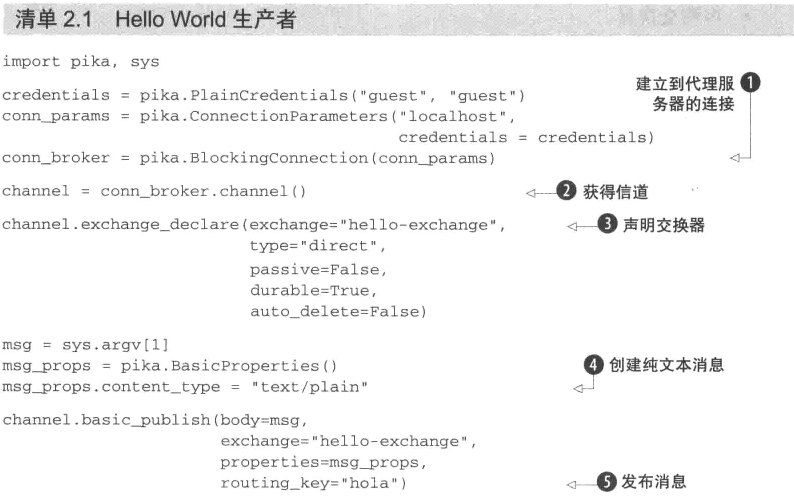 清单 2.1 Hello World 生产者
import pika, sys
credentials = pika.PlainCredentials("guest", "guest")
conn_params = pika.ConnectionParameters("localhost",
credentials = credentials)
conn_broker = pika.BlockingConnection(conn_params)
❶ 建立到代理服
务器的连接
channel = conn_broker.channel()
❷ 获得信道
channel.exchange_declare(exchange="hello-exchange",
❸ 声明交换器
type="direct",
passive=False,
durable=True,
auto_delete=False)
msg = sys.argv[1]
msg_props = pika.BasicProperties()
msg_props.content_type = "text/plain"
❹ 创建纯文本消息
channel.basic_publish(body=msg,
exchange="hello-exchange",
properties=msg_props,
routing_key="hola")
❺ 发布消息